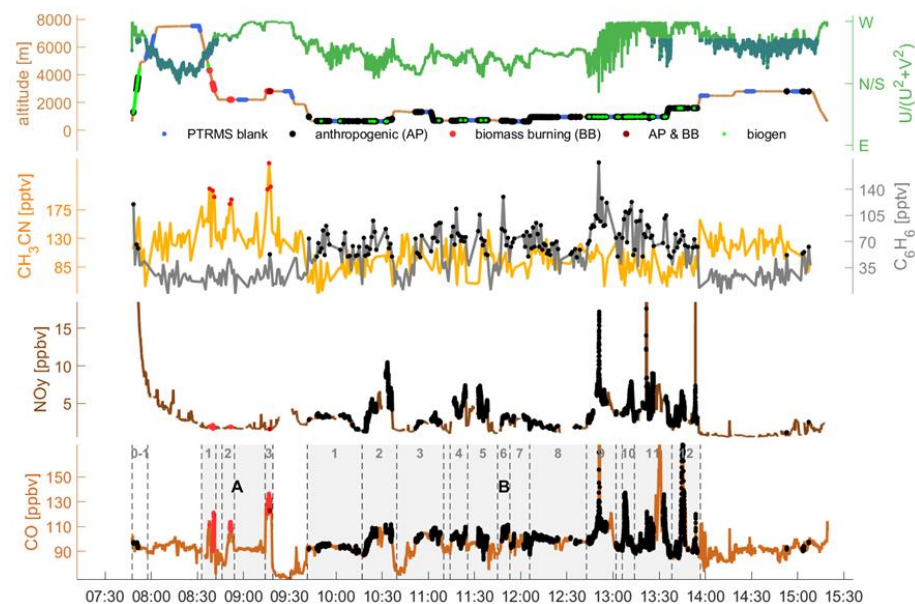 8000
6000
4000
2000
0
altitude [m]
W
N/S
E
U/(U²+V²)
PTRMS blank
anthropogenic (AP)
biomass burning (BB)
AP & BB
biogen
175
130
85
CH₃CN [pptv]
140
105
70
35
C₆H₆ [pptv]
15
10
5
NOy [ppbv]
0-1 1 2 3 1 2 3 4 5 6 7 8 9 10 11 12
A B
150
130
110
90
CO [ppbv]
07:30 08:00 08:30 09:00 09:30 10:00 10:30 11:00 11:30 12:00 12:30 13:00 13:30 14:00 14:30 15:00 15:30